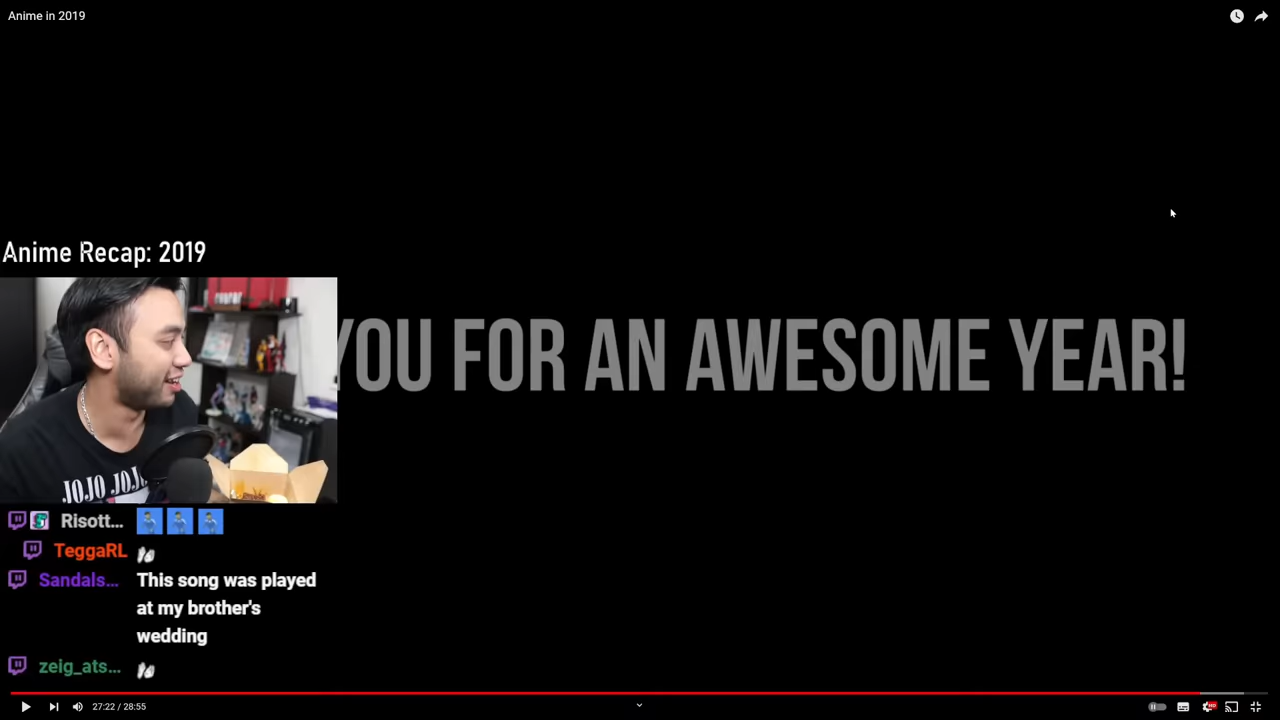 Anime in 2019
Anime Recap: 2019
YOU FOR AN AWESOME YEAR!
JOJO JOJ
Risott...
TeggaRL
Sandals... This song was played
at my brother's
wedding
zeig_ats...
27:22 / 28:55
HD